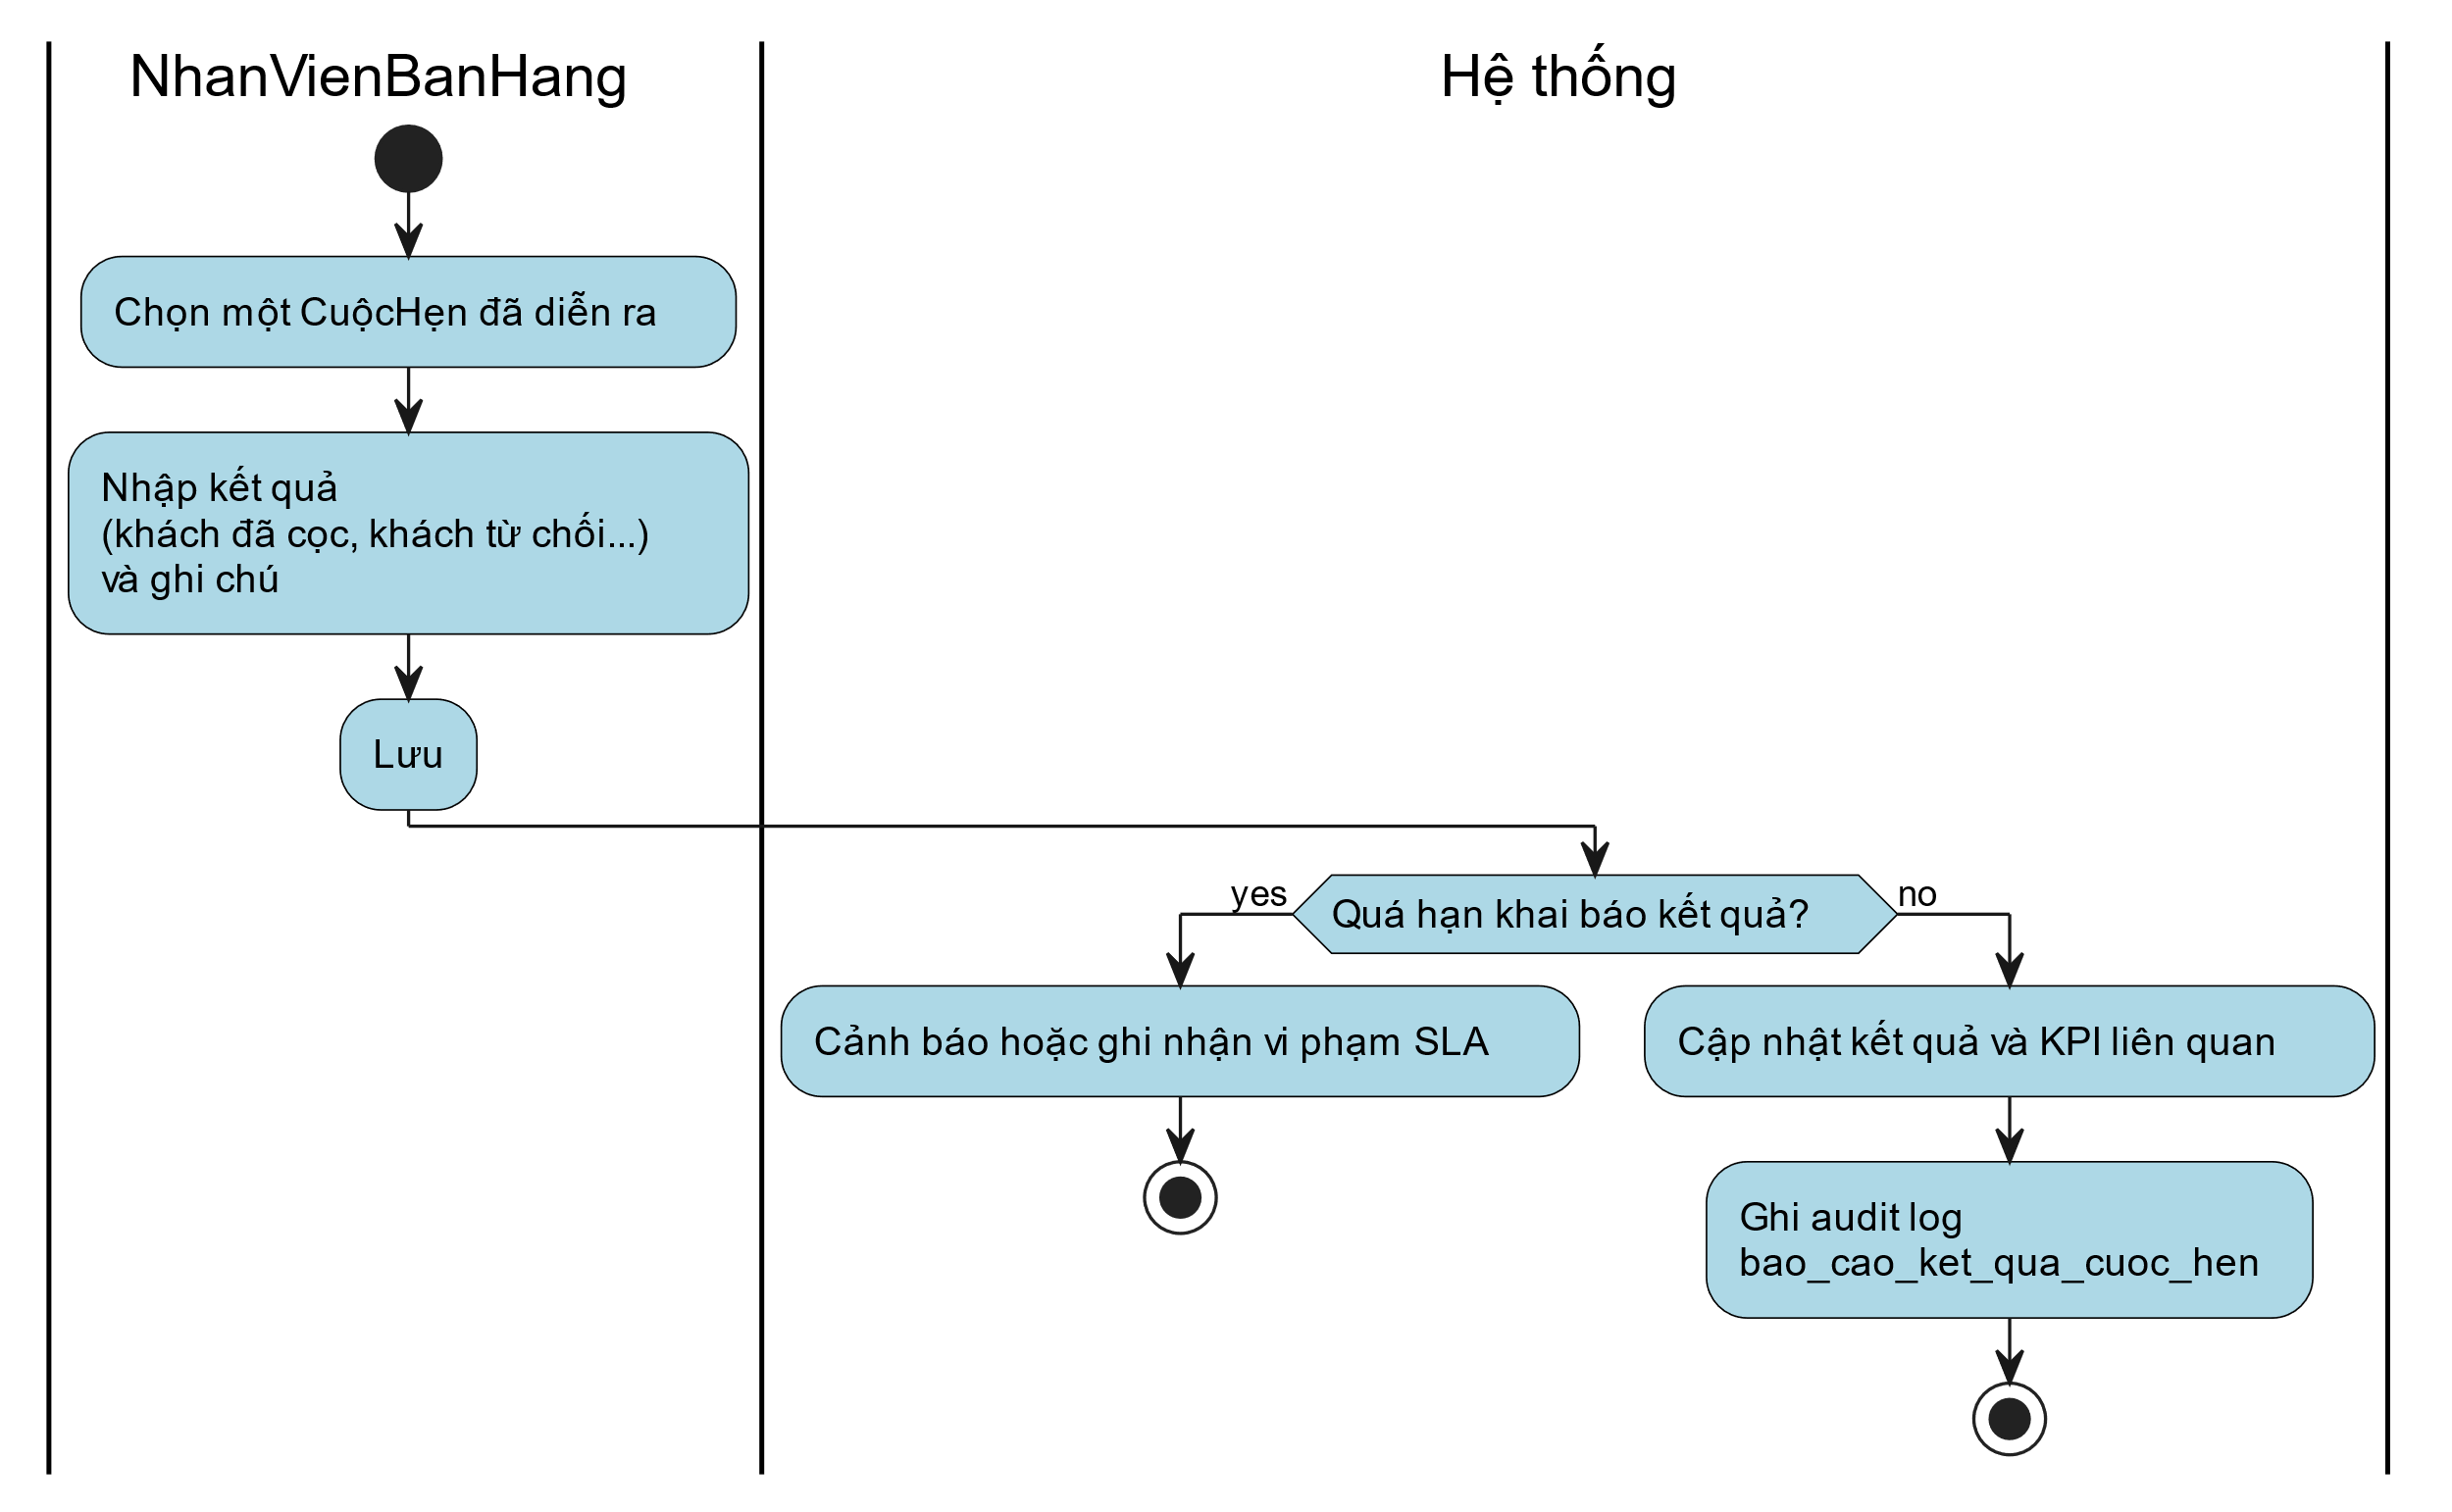 NhanVienBanHang
Hệ thống
Chọn một CuộcHẹn đã diễn ra
Nhập kết quả
(khách đã cọc, khách từ chối...)
và ghi chú
Lưu
yes
Quá hạn khai báo kết quả?
no
Cảnh báo hoặc ghi nhận vi phạm SLA
Cập nhật kết quả và KPI liên quan
Ghi audit log
bao_cao_ket_qua_cuoc_hen